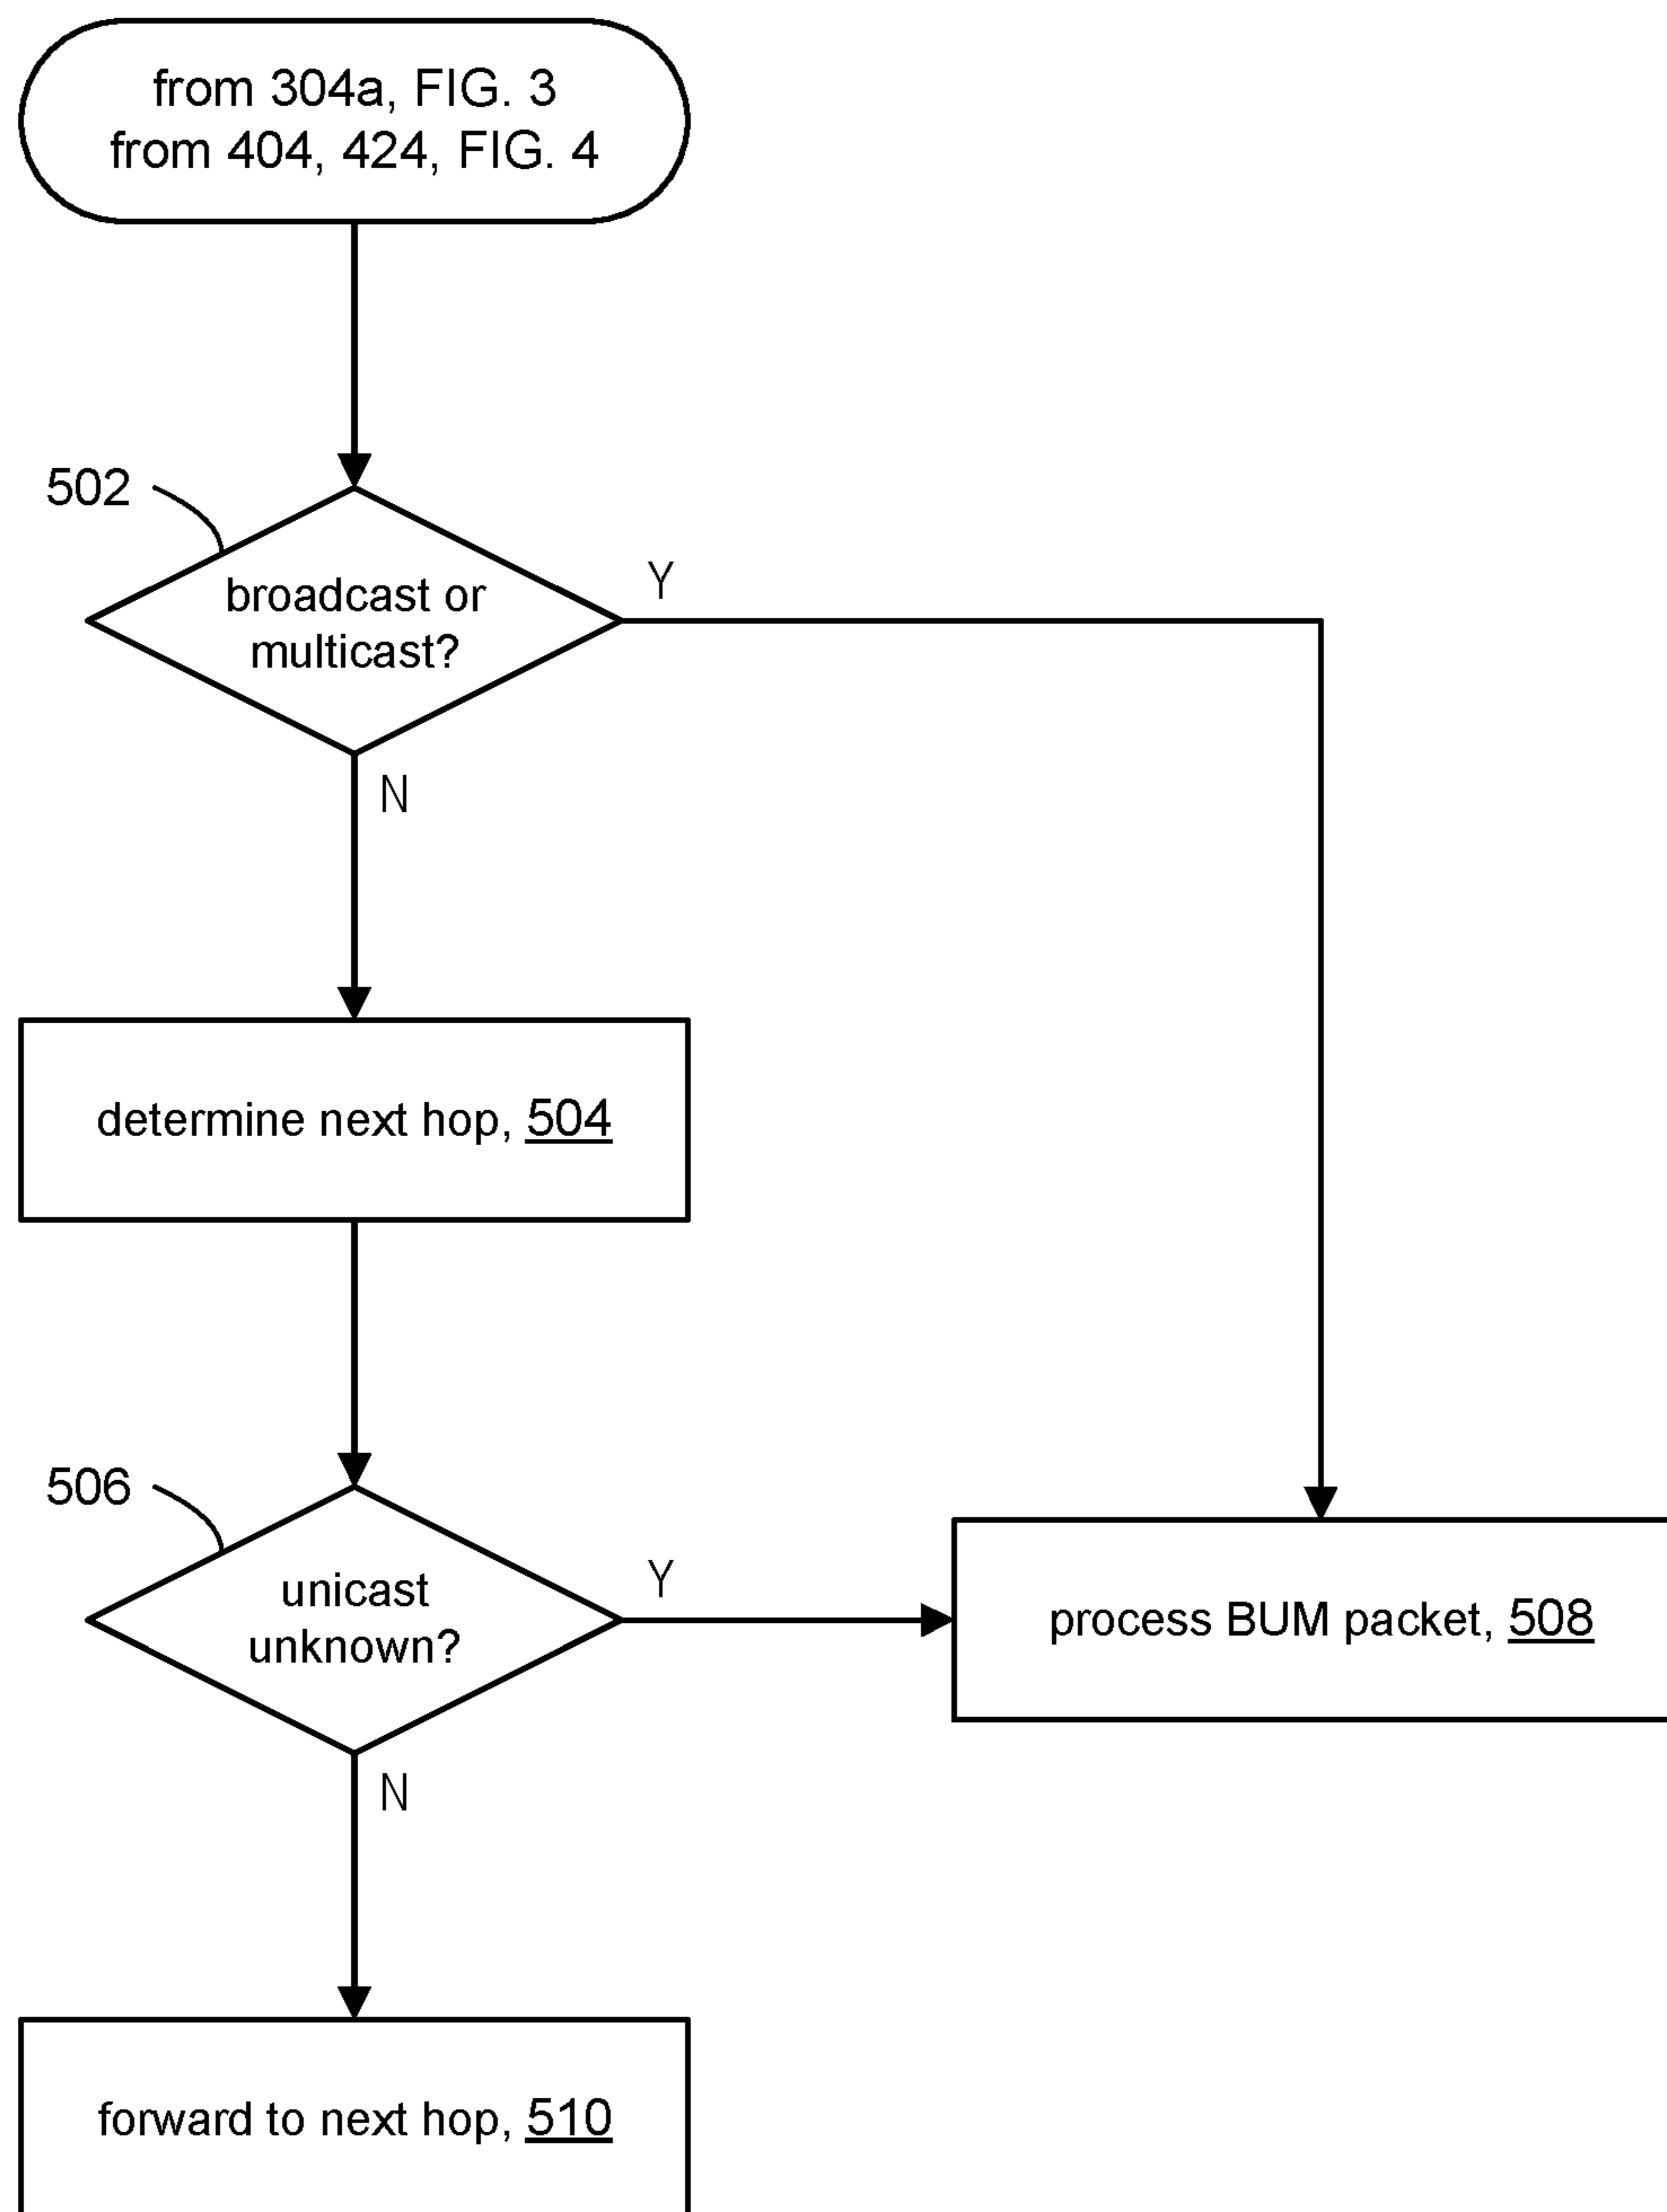 from 304a, FIG. 3
from 404, 424, FIG. 4
502
broadcast or
multicast?
Y
N
determine next hop, 504
506
unicast
unknown?
Y
N
process BUM packet, 508
forward to next hop, 510